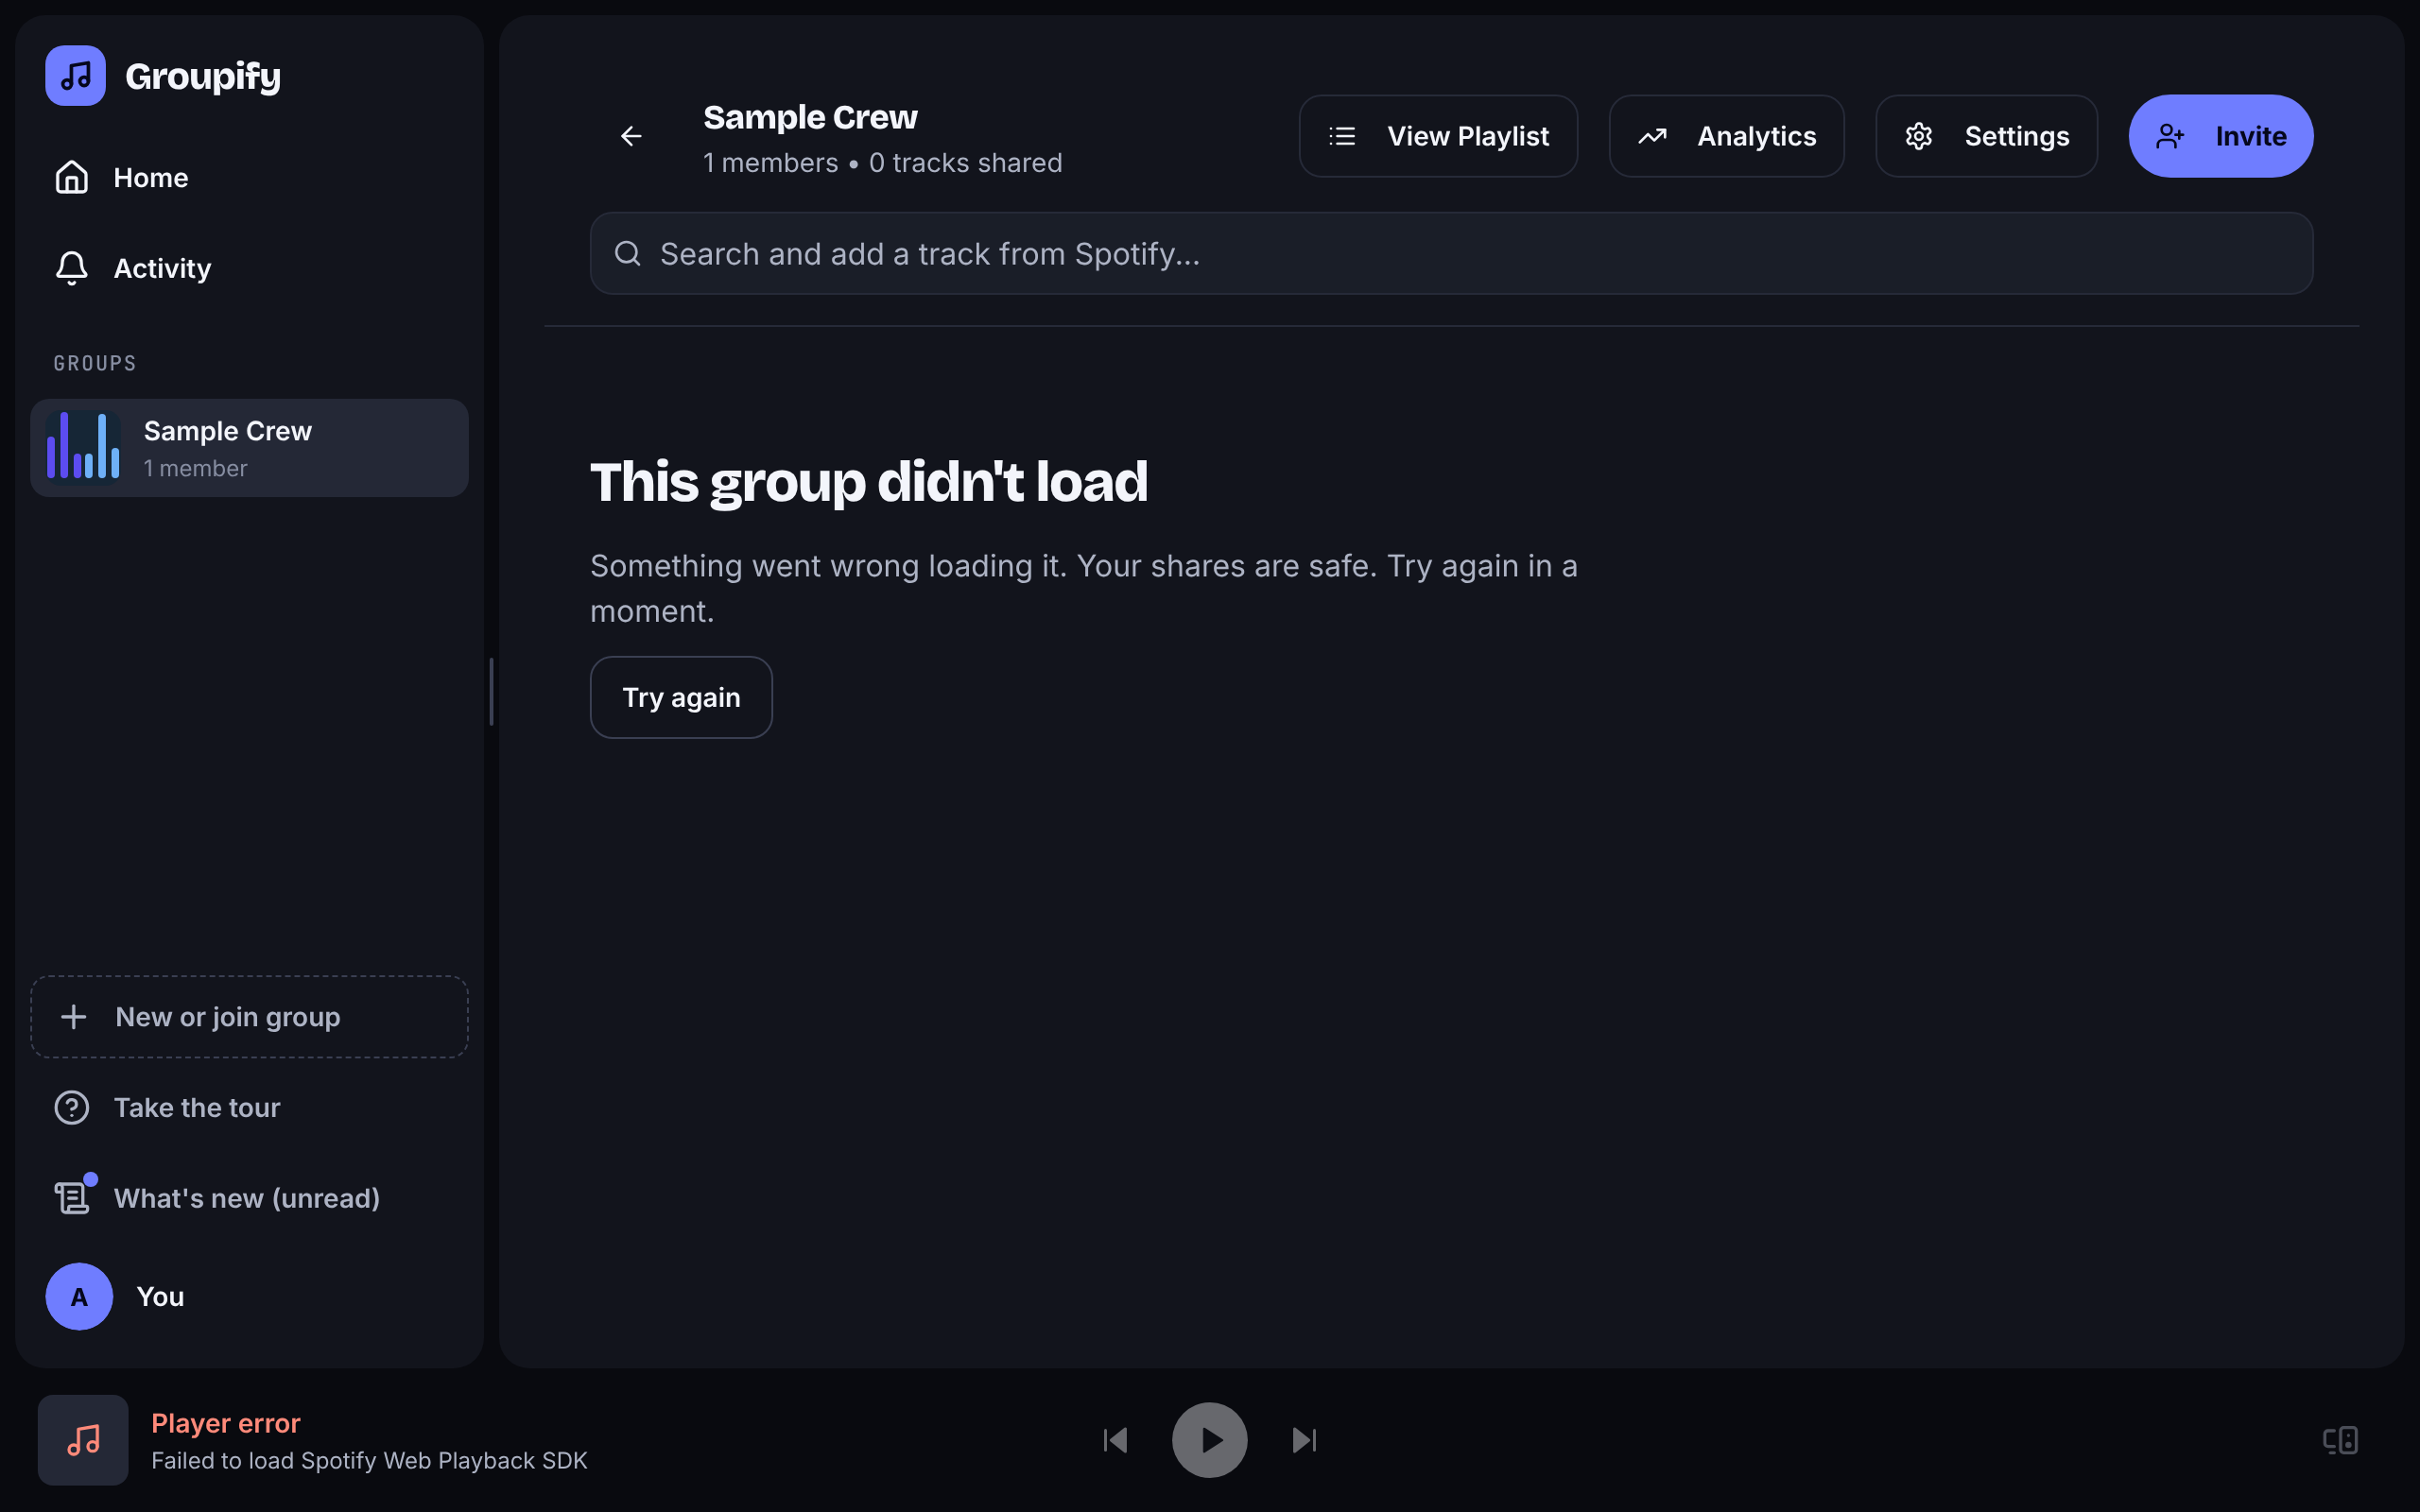 Groupify
Home
Activity
GROUPS
Sample Crew
1 member
New or join group
Take the tour
What's new (unread)
A
You
Sample Crew
1 members • 0 tracks shared
View Playlist
Analytics
Settings
Invite
Search and add a track from Spotify...
This group didn't load
Something went wrong loading it. Your shares are safe. Try again in a
moment.
Try again
Player error
Failed to load Spotify Web Playback SDK